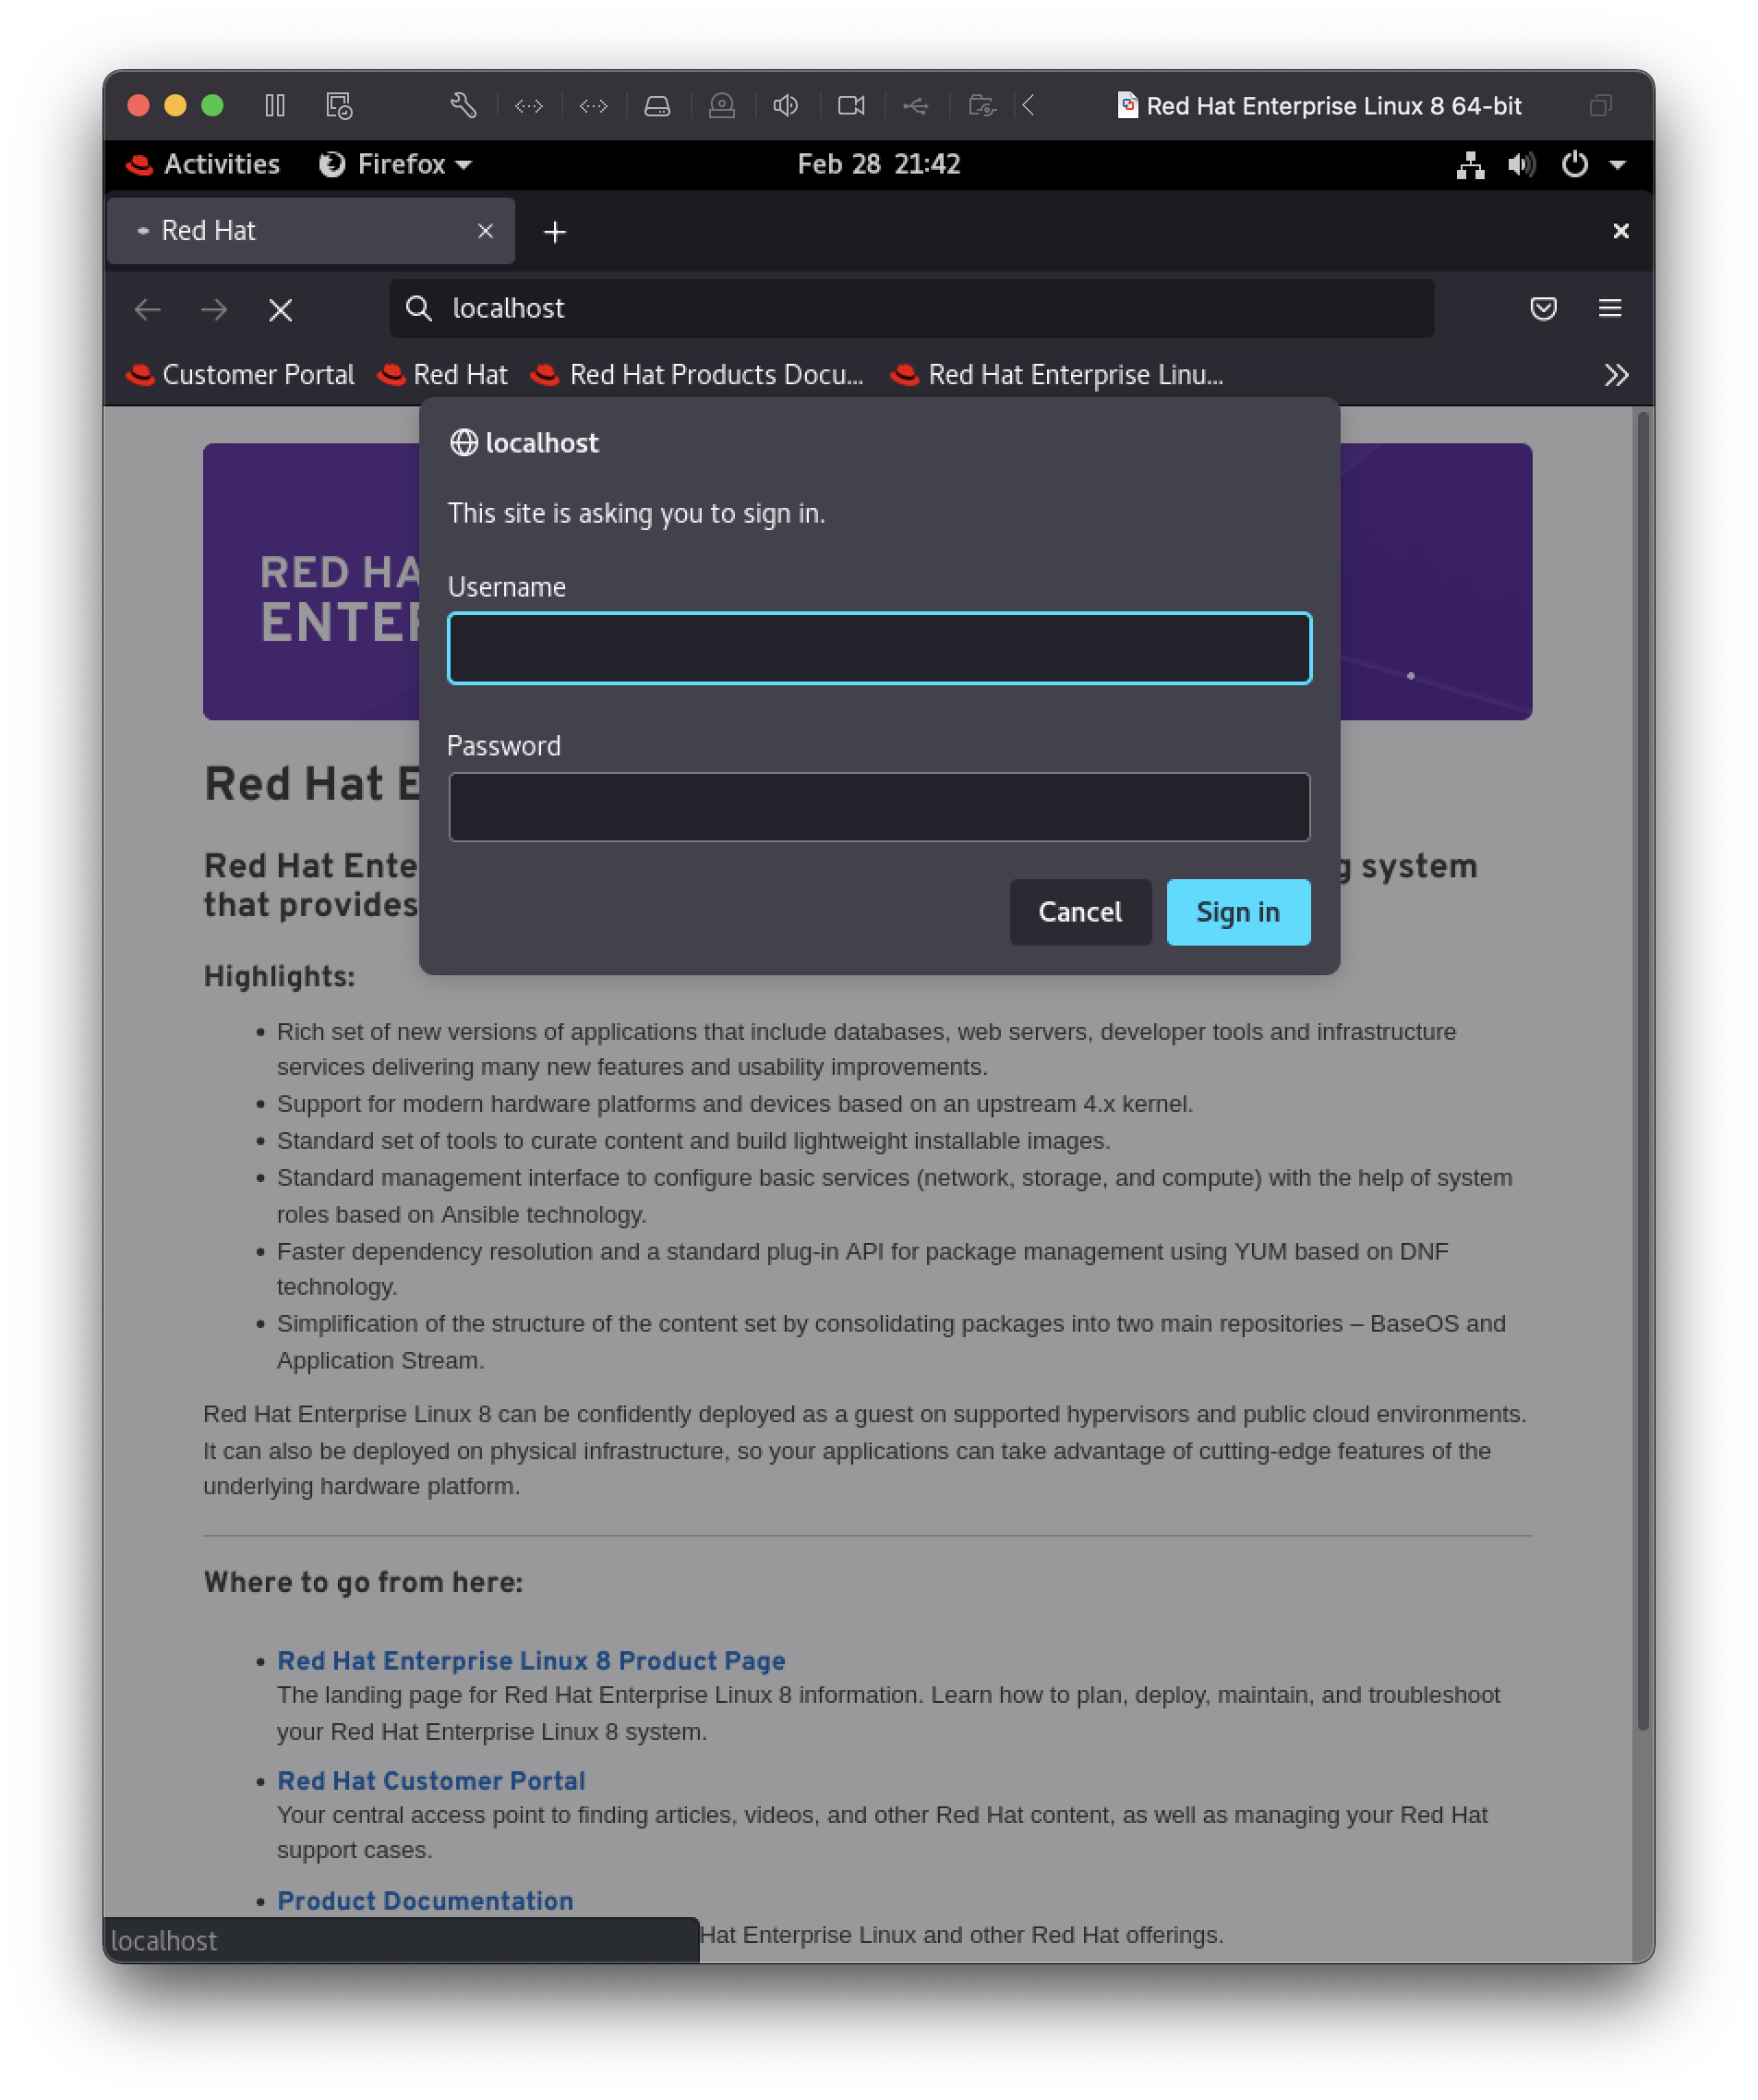 Red Hat Enterprise Linux 8 64-bit
Activities Firefox Feb 28 21:42
Red Hat
localhost
Customer Portal Red Hat Red Hat Products Docu... Red Hat Enterprise Linu...
localhost
This site is asking you to sign in.
RED HA
ENTER
Username
Password
Red Hat E
Red Hat Ente g system
that provides
Cancel Sign in
Highlights:
• Rich set of new versions of applications that include databases, web servers, developer tools and infrastructure
services delivering many new features and usability improvements.
• Support for modern hardware platforms and devices based on an upstream 4.x kernel.
• Standard set of tools to curate content and build lightweight installable images.
• Standard management interface to configure basic services (network, storage, and compute) with the help of system
roles based on Ansible technology.
• Faster dependency resolution and a standard plug-in API for package management using YUM based on DNF
technology.
• Simplification of the structure of the content set by consolidating packages into two main repositories – BaseOS and
Application Stream.
Red Hat Enterprise Linux 8 can be confidently deployed as a guest on supported hypervisors and public cloud environments.
It can also be deployed on physical infrastructure, so your applications can take advantage of cutting-edge features of the
underlying hardware platform.
Where to go from here:
• Red Hat Enterprise Linux 8 Product Page
The landing page for Red Hat Enterprise Linux 8 information. Learn how to plan, deploy, maintain, and troubleshoot
your Red Hat Enterprise Linux 8 system.
• Red Hat Customer Portal
Your central access point to finding articles, videos, and other Red Hat content, as well as managing your Red Hat
support cases.
• Product Documentation
Hat Enterprise Linux and other Red Hat offerings.
localhost